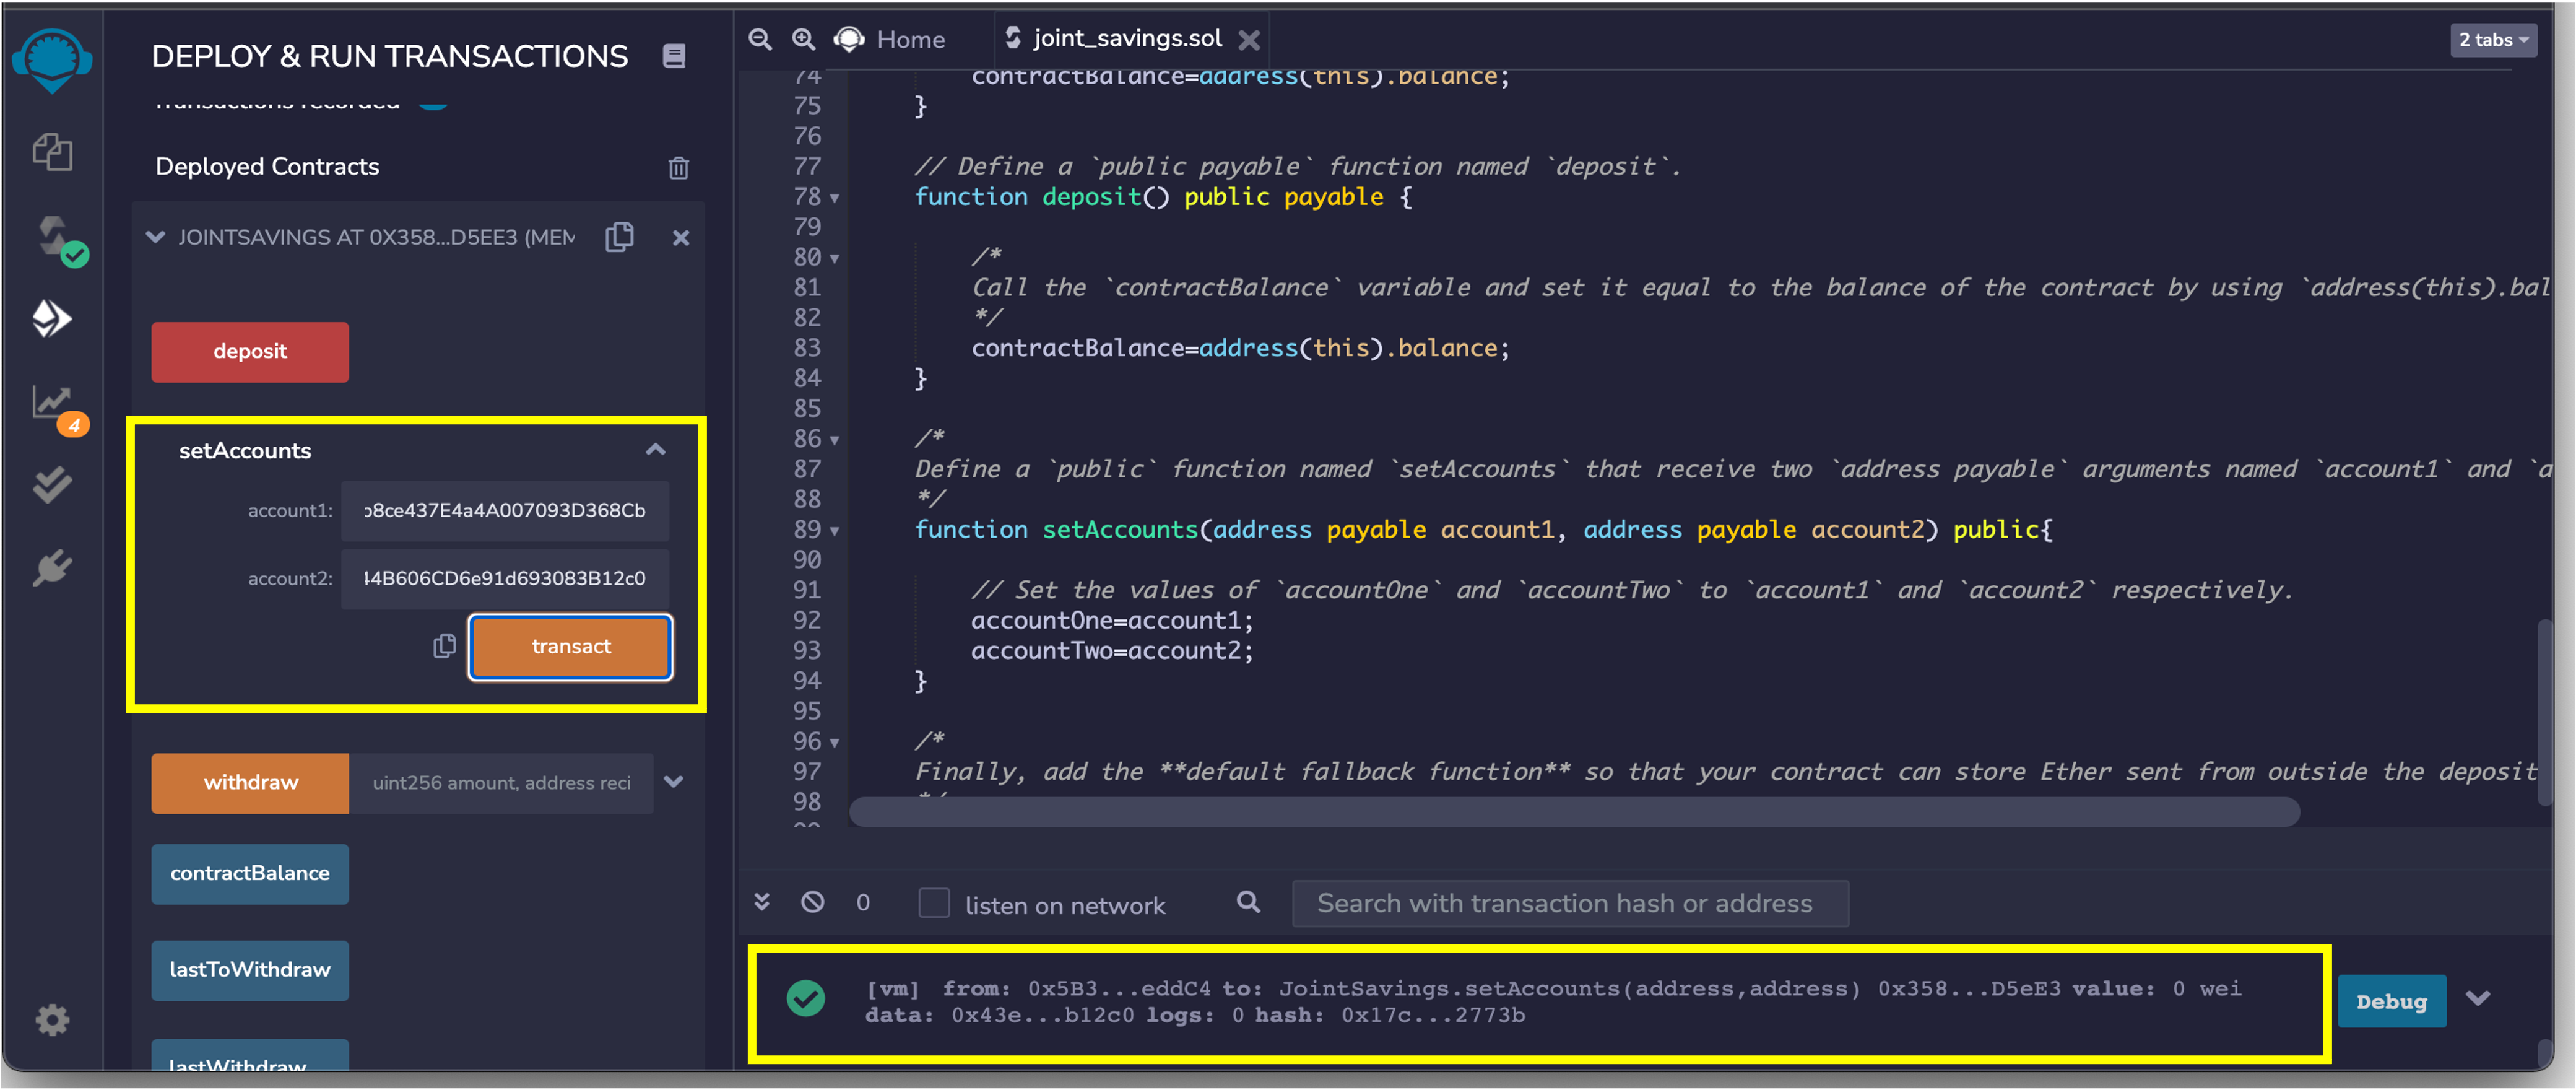 DEPLOY & RUN TRANSACTIONS
Transactions recorded
Deployed Contracts
JOINTSAVINGS AT 0X358...D5EE3 (MEM
deposit
setAccounts
account1: b8ce437E4a4A007093D368Cb
account2: 44B606CD6e91d693083B12c0
transact
withdraw uint256 amount, address reci
contractBalance
lastToWithdraw
lastWithdraw
4
Home
joint_savings.sol
2 tabs
74 contractBalance=address(this).balance;
75 }
76
77 // Define a `public payable` function named `deposit`.
78 function deposit() public payable {
79
80 /*
81 Call the `contractBalance` variable and set it equal to the balance of the contract by using `address(this).bal
82 */
83 contractBalance=address(this).balance;
84 }
85
86 /*
87 Define a `public` function named `setAccounts` that receive two `address payable` arguments named `account1` and `a
88 */
89 function setAccounts(address payable account1, address payable account2) public{
90
91 // Set the values of `accountOne` and `accountTwo` to `account1` and `account2` respectively.
92 accountOne=account1;
93 accountTwo=account2;
94 }
95
96 /*
97 Finally, add the **default fallback function** so that your contract can store Ether sent from outside the deposit
98 */
99
0 listen on network Search with transaction hash or address
[vm] from: 0x5B3...eddC4 to: JointSavings.setAccounts(address,address) 0x358...D5eE3 value: 0 wei
data: 0x43e...b12c0 logs: 0 hash: 0x17c...2773b
Debug